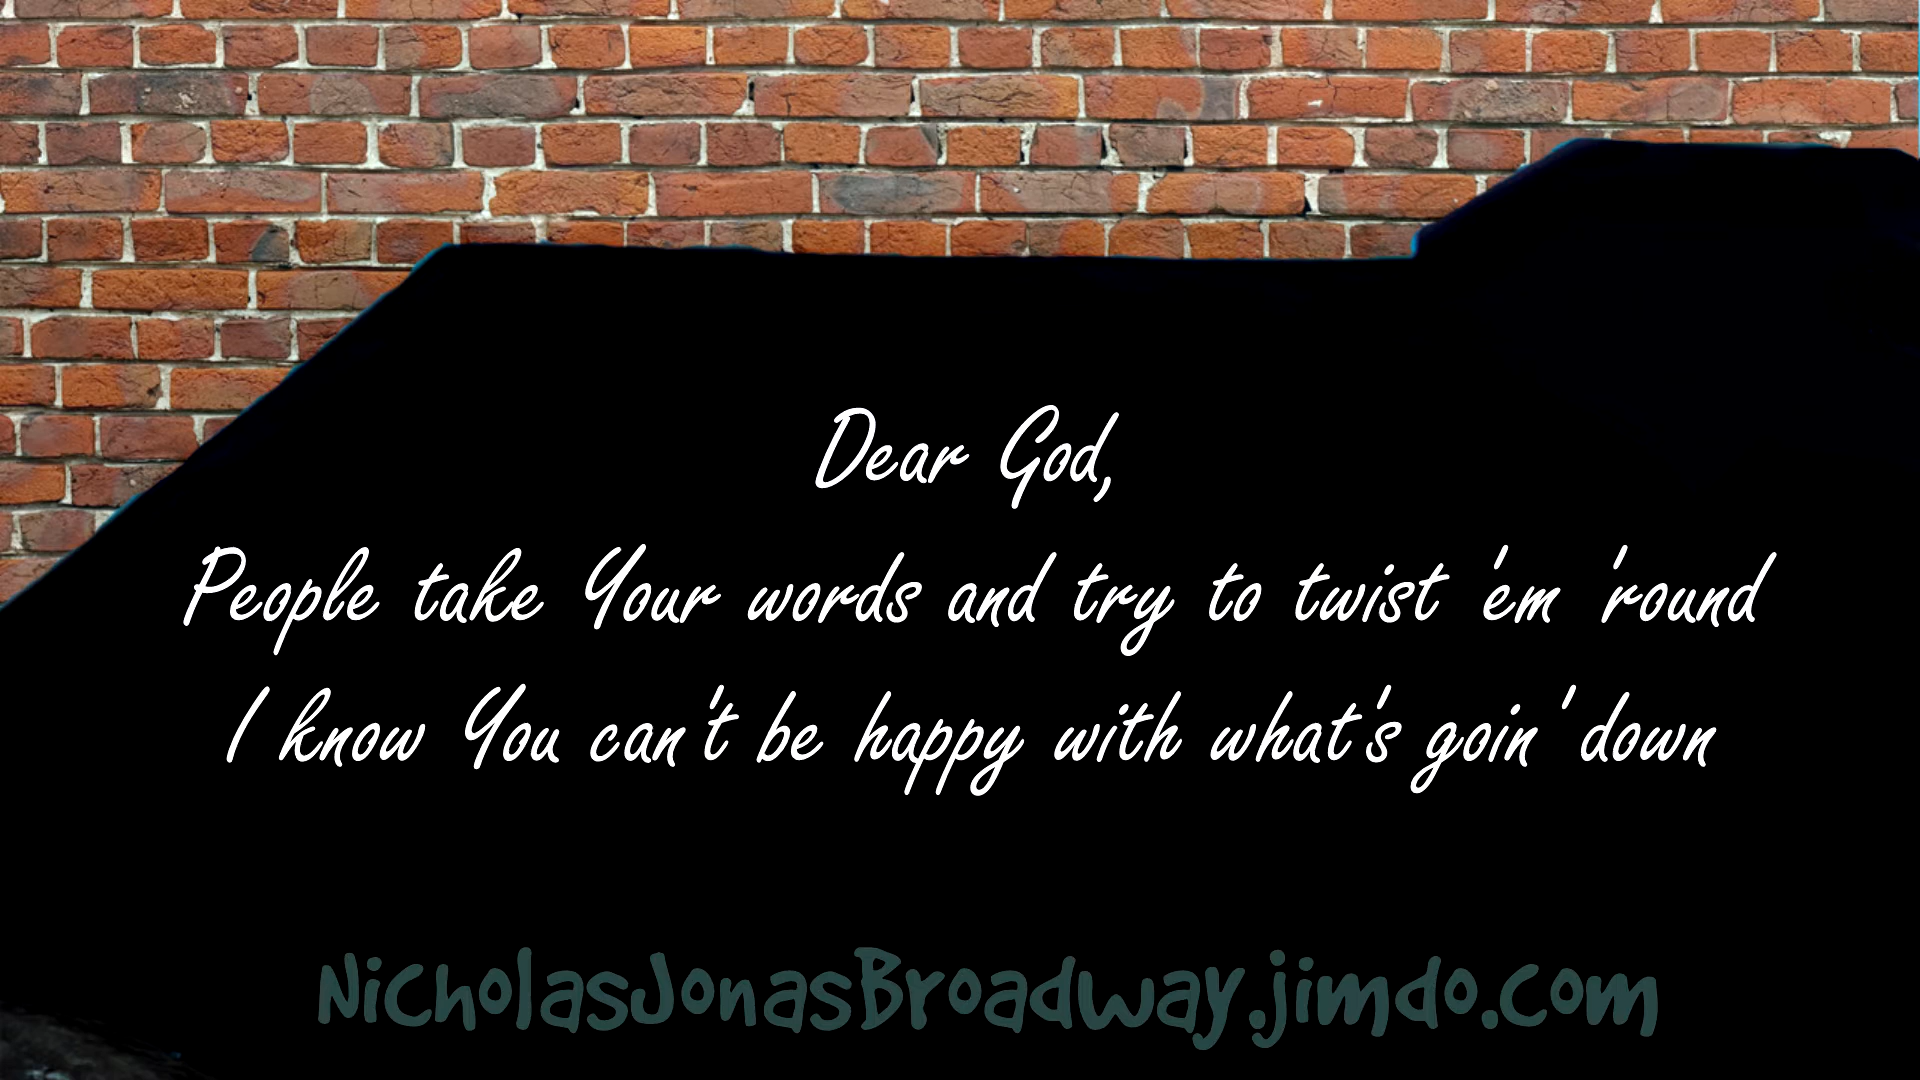 Dear God,
People take Your words and try to twist 'em 'round
I know You can't be happy with what's goin' down
NicholasJonasBroadway.jimdo.com